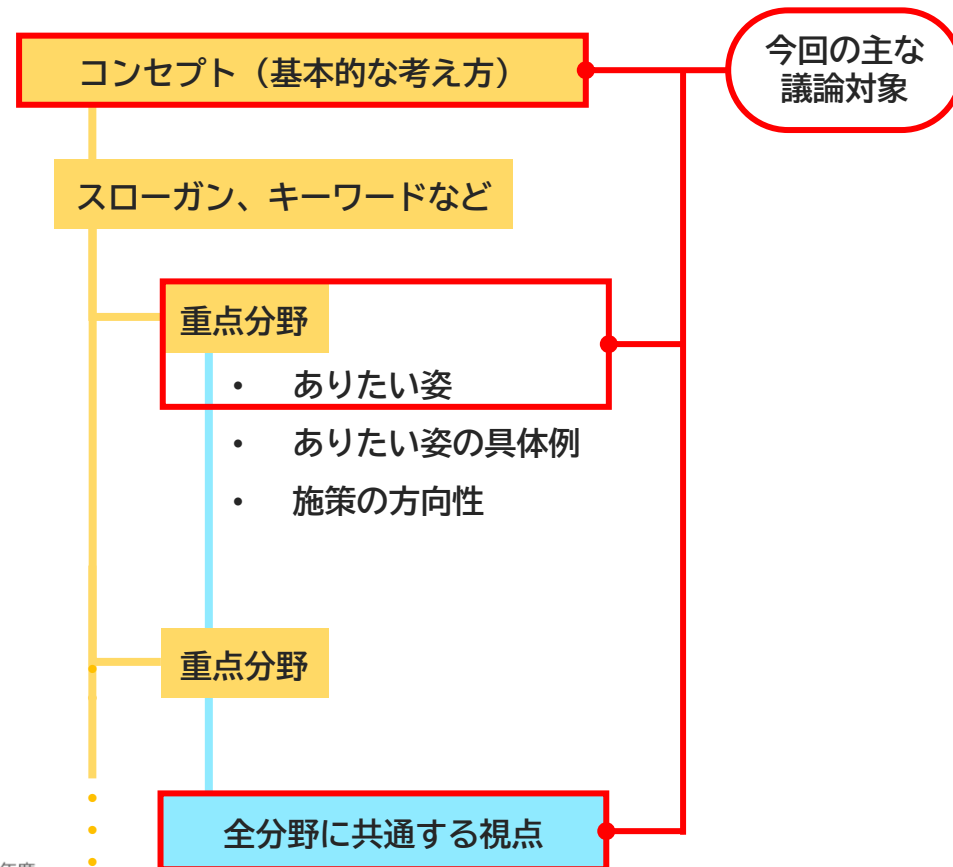 コンセプト（基本的な考え方）
今回の主な
議論対象
スローガン、キーワードなど
重点分野
・ ありたい姿
・ ありたい姿の具体例
・ 施策の方向性
重点分野
全分野に共通する視点